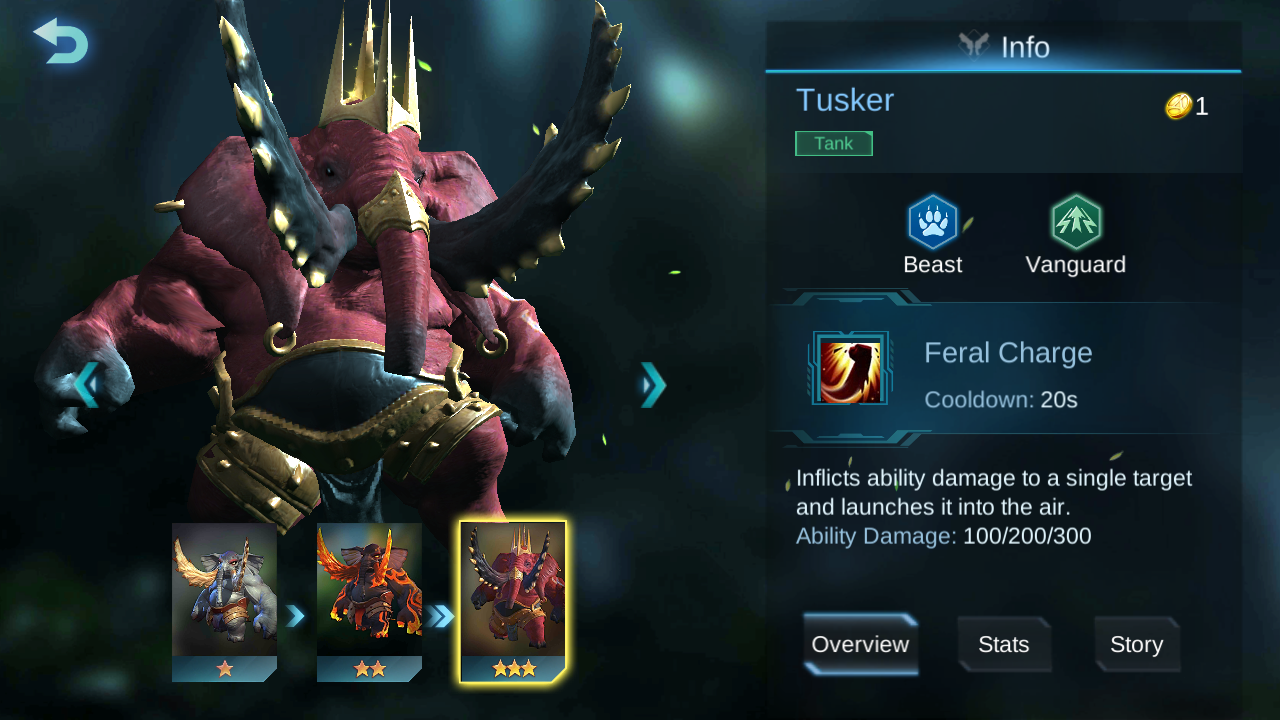 Info
Tusker
1
Tank
Beast
Vanguard
Feral Charge
Cooldown: 20s
Inflicts ability damage to a single target
and launches it into the air.
Ability Damage: 100/200/300
Overview
Stats
Story